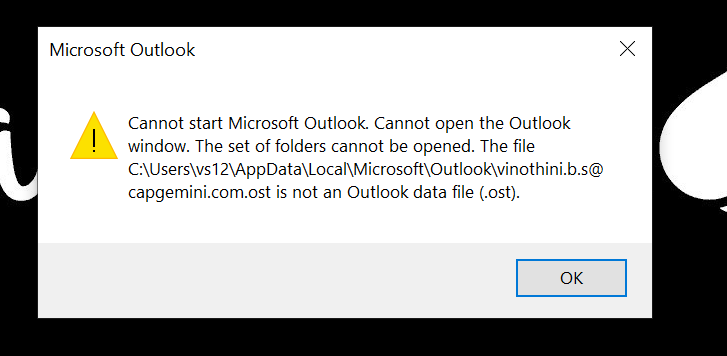 Microsoft Outlook
Cannot start Microsoft Outlook. Cannot open the Outlook
window. The set of folders cannot be opened. The file
C:\Users\vs12\AppData\Local\Microsoft\Outlook\vinothini.b.s@
capgemini.com.ost is not an Outlook data file (.ost).
OK